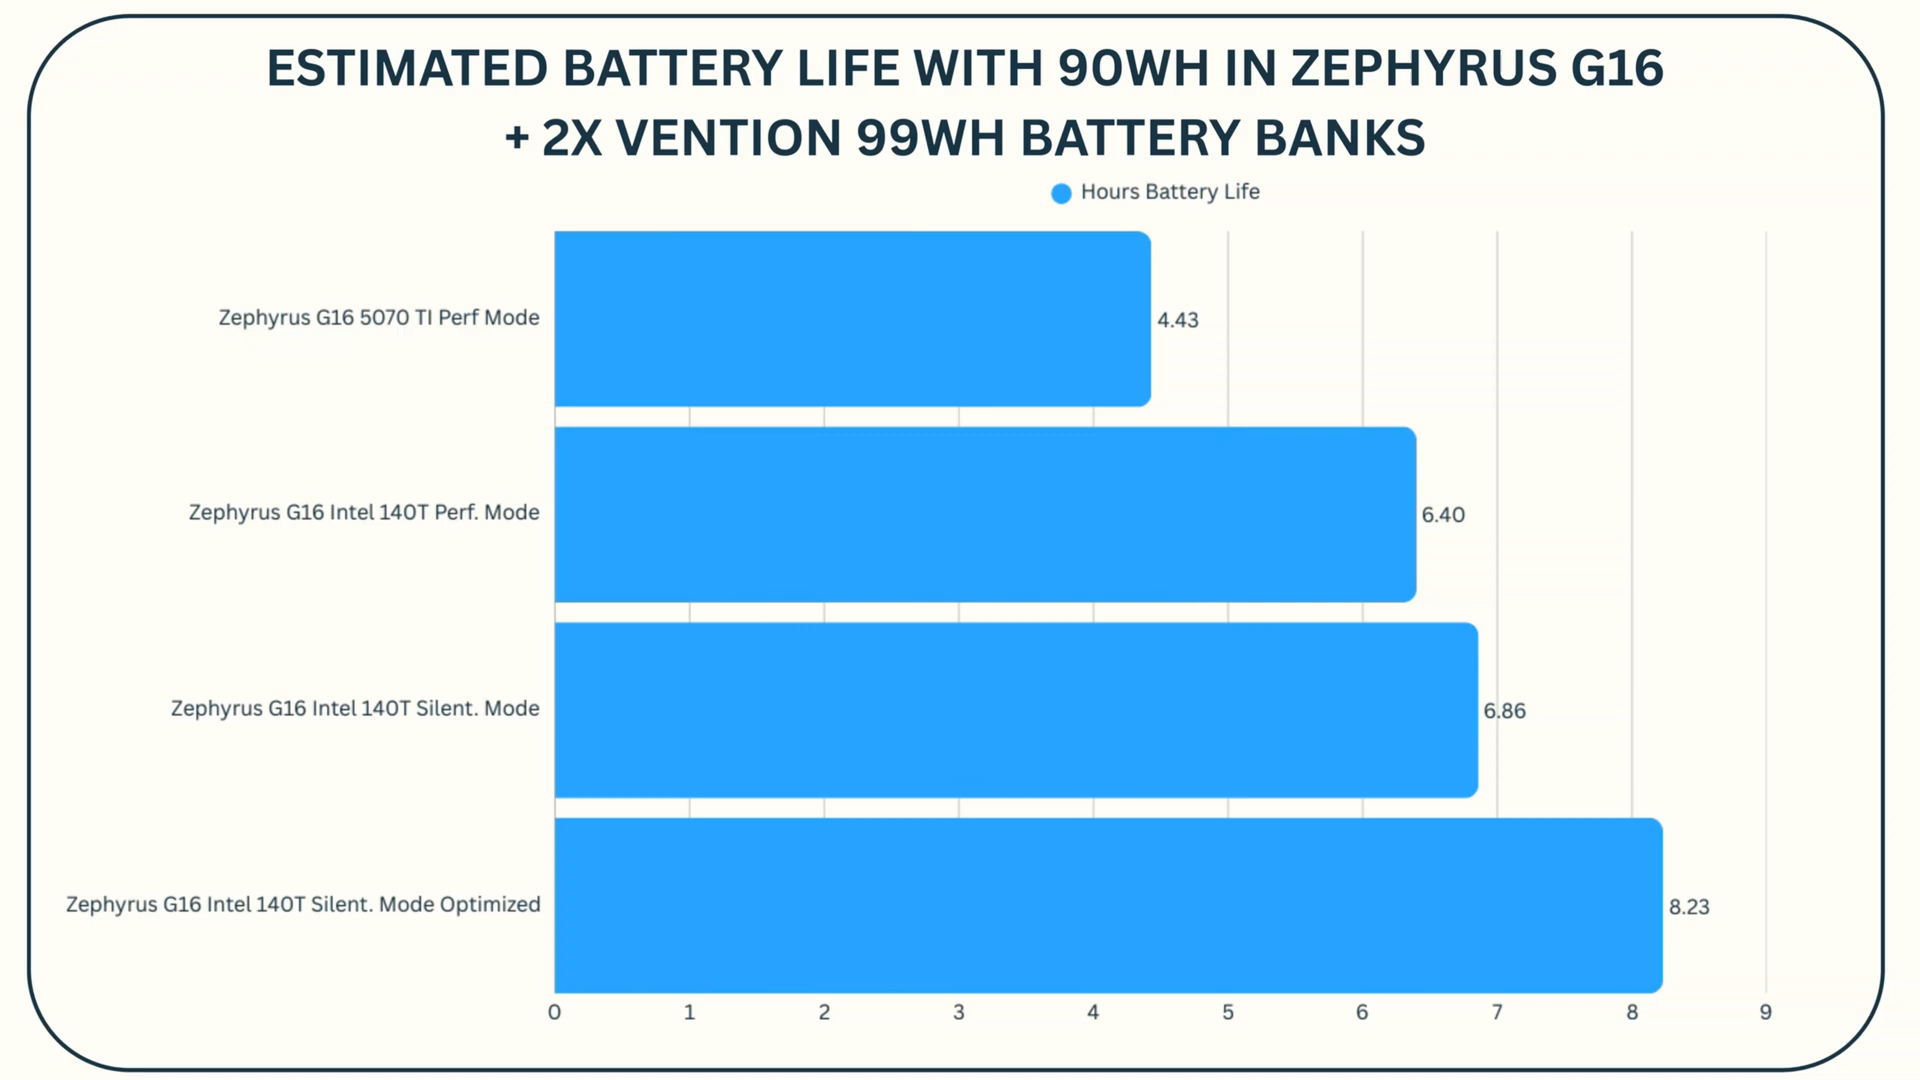 ESTIMATED BATTERY LIFE WITH 90WH IN ZEPHYRUS G16
+ 2X VENTION 99WH BATTERY BANKS
Hours Battery Life
Zephyrus G16 5070 TI Perf Mode
4.43
Zephyrus G16 Intel 140T Perf. Mode
6.40
Zephyrus G16 Intel 140T Silent. Mode
6.86
Zephyrus G16 Intel 140T Silent. Mode Optimized
8.23
0 1 2 3 4 5 6 7 8 9